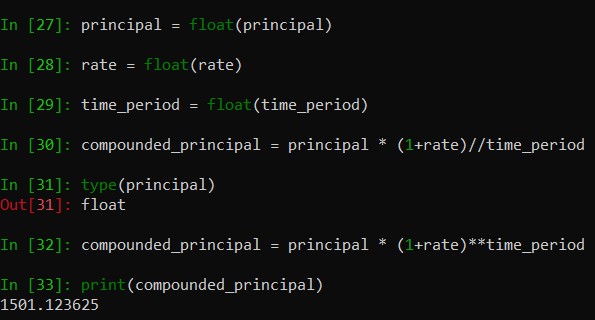 In [27]: principal = float(principal)
In [28]: rate = float(rate)
In [29]: time_period = float(time_period)
In [30]: compounded_principal = principal * (1+rate)//time_period
In [31]: type(principal)
Out[31]: float
In [32]: compounded_principal = principal * (1+rate)**time_period
In [33]: print(compounded_principal)
1501.123625